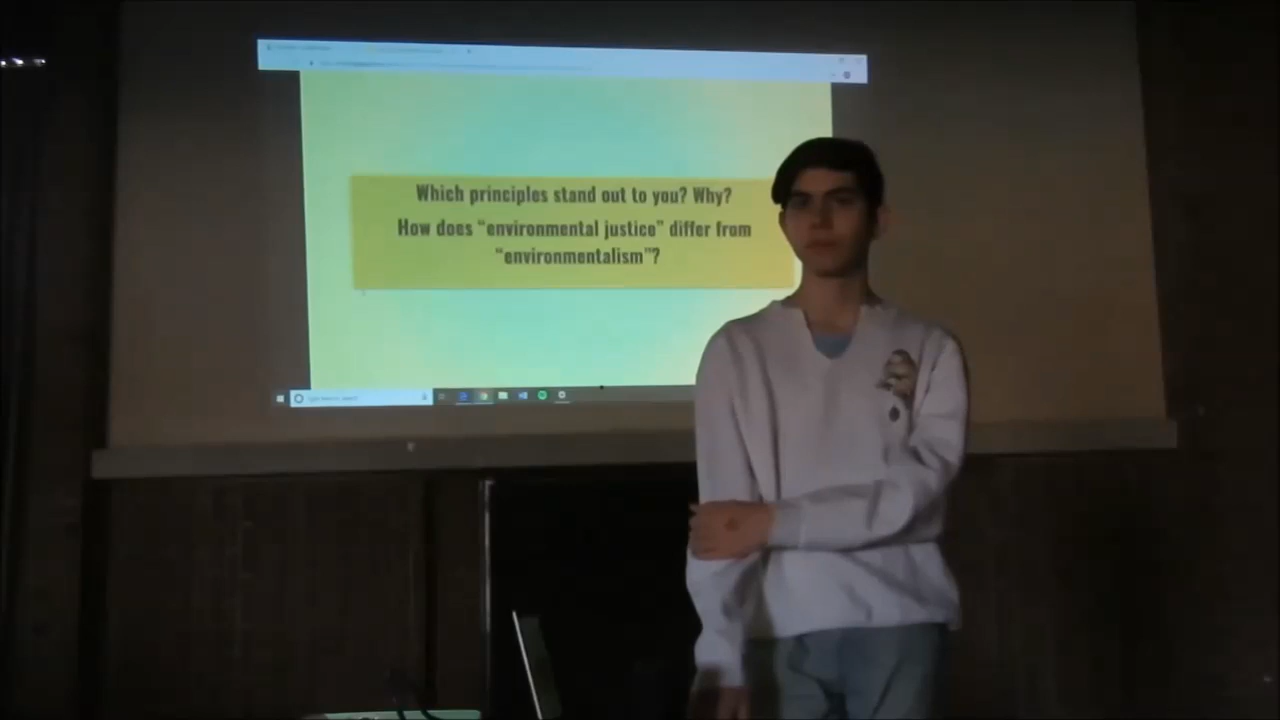 Which principles stand out to you? Why?
How does “environmental justice” differ from
“environmentalism”?